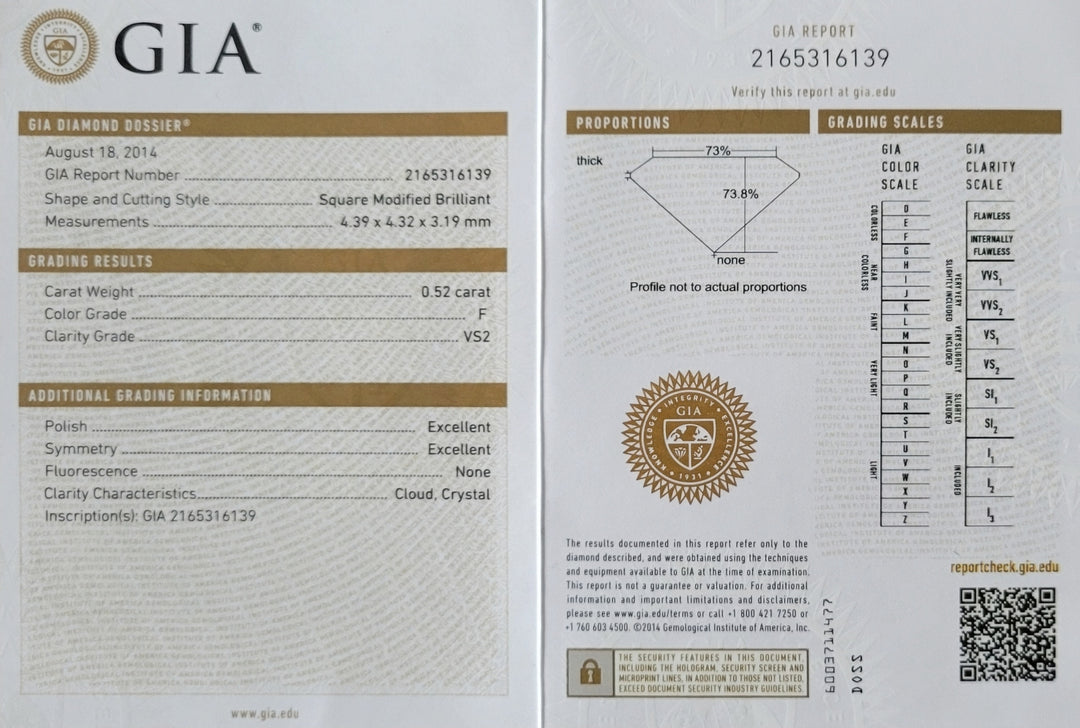 GIA®
GIA DIAMOND DOSSIER®
August 18, 2014
GIA Report Number 2165316139
Shape and Cutting Style Square Modified Brilliant
Measurements 4.39 x 4.32 x 3.19 mm
GRADING RESULTS
Carat Weight 0.52 carat
Color Grade F
Clarity Grade VS2
ADDITIONAL GRADING INFORMATION
Polish Excellent
Symmetry Excellent
Fluorescence None
Clarity Characteristics Cloud, Crystal
Inscription(s): GIA 2165316139
www.gia.edu
GIA REPORT
2165316139
Verify this report at gia.edu
PROPORTIONS
thick
73%
73.8%
none
Profile not to actual proportions
KNOWLEDGE INTEGRITY EXCELLENCE
GIA
1931
The results documented in this report refer only to the
diamond described, and were obtained using the techniques
and equipment available to GIA at the time of examination.
This report is not a guarantee or valuation. For additional
information and important limitations and disclaimers,
please see www.gia.edu/terms or call +1 800 421 7250 or
+1 760 603 4500. ©2014 Gemological Institute of America, Inc.
THE SECURITY FEATURES IN THIS DOCUMENT,
INCLUDING THE HOLOGRAM, SECURITY SCREEN AND
MICROPRINT LINES, IN ADDITION TO THOSE NOT LISTED,
EXCEED DOCUMENT SECURITY INDUSTRY GUIDELINES.
GRADING SCALES
GIA
COLOR
SCALE
COLORLESS
D
E
F
NEAR
COLORLESS
G
H
I
J
FAINT
K
L
M
VERY LIGHT
N
O
P
Q
R
LIGHT
S
T
U
V
W
X
Y
Z
GIA
CLARITY
SCALE
FLAWLESS
INTERNALLY
FLAWLESS
VERY VERY
SLIGHTLY INCLUDED
VVS1
VVS2
VERY SLIGHTLY
INCLUDED
VS1
VS2
SLIGHTLY
INCLUDED
SI1
SI2
INCLUDED
I1
I2
I3
reportcheck.gia.edu
6003711477
DOSS